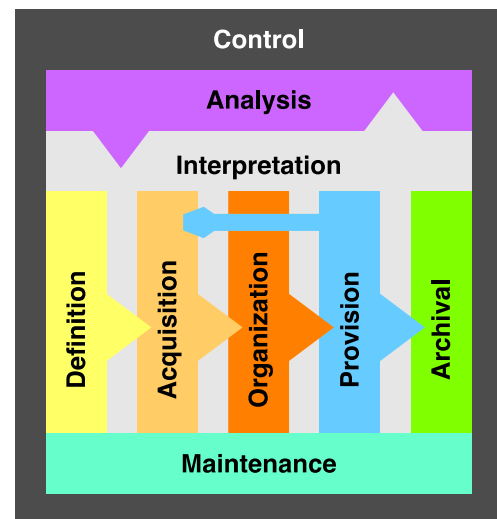 Control
Analysis
Interpretation
Definition
Acquisition
Organization
Provision
Archival
Maintenance